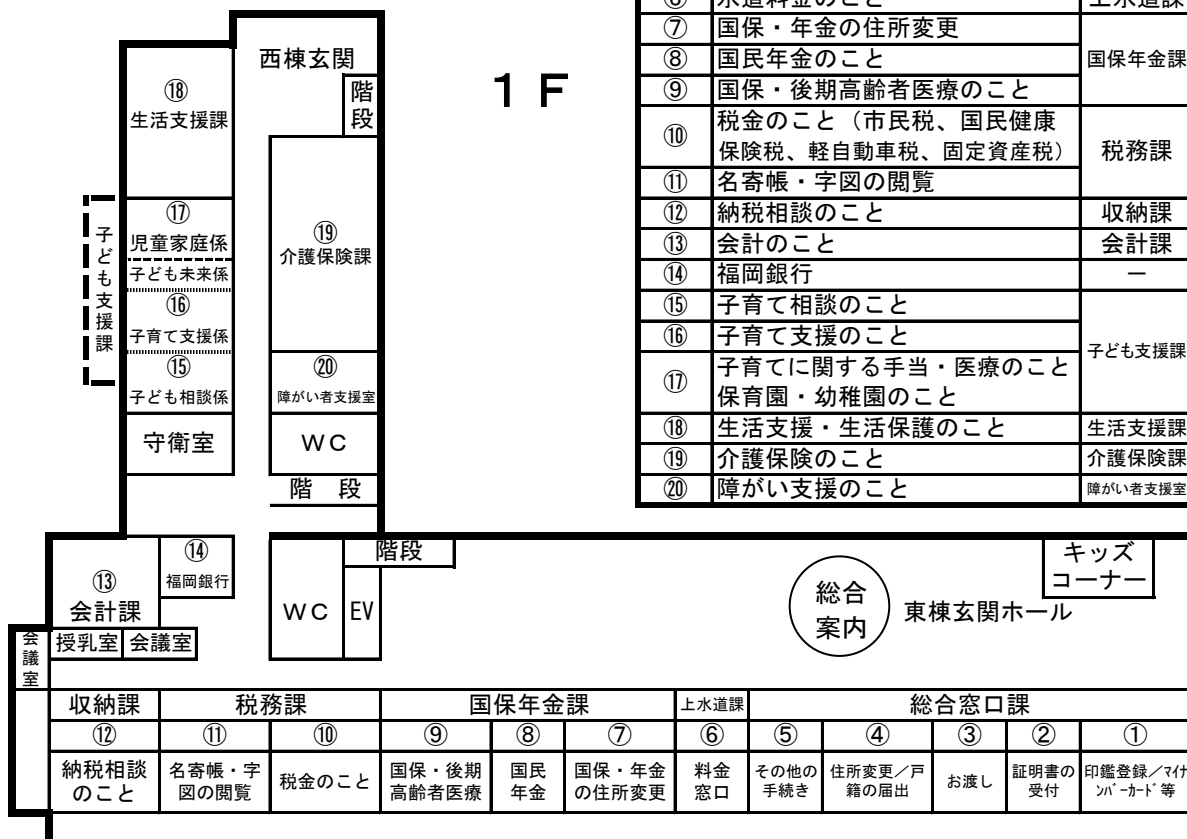 西棟玄関
階
段
1F
⑱
生活支援課
⑰
児童家庭係
子ども未来係
⑯
子育て支援係
⑮
子ども相談係
子ども支援課
守衛室
⑲
介護保険課
⑳
障がい者支援室
WC
階 段
⑥ 水道料金のこと 上水道課
⑦ 国保・年金の住所変更
⑧ 国民年金のこと
国保年金課
⑨ 国保・後期高齢者医療のこと
⑩ 税金のこと(市民税、国民健康
保険税、軽自動車税、固定資産税)
税務課
⑪ 名寄帳・字図の閲覧
⑫ 納税相談のこと 収納課
⑬ 会計のこと 会計課
⑭ 福岡銀行 ー
⑮ 子育て相談のこと
⑯ 子育て支援のこと
子ども支援課
⑰ 子育てに関する手当・医療のこと
保育園・幼稚園のこと
⑱ 生活支援・生活保護のこと 生活支援課
⑲ 介護保険のこと 介護保険課
⑳ 障がい支援のこと 障がい者支援室
⑬
会計課
⑭
福岡銀行
授乳室 会議室
会議室
WC
EV
階段
総合
案内
東棟玄関ホール
キッズ
コーナー
収納課 税務課 国保年金課 上水道課 総合窓口課
⑫ ⑪ ⑩ ⑨ ⑧ ⑦ ⑥ ⑤ ④ ③ ② ①
納税相談
のこと
名寄帳・字
図の閲覧
税金のこと
国保・後期
高齢者医療
国民
年金
国保・年金
の住所変更
料金
窓口
その他の
手続き
住所変更/戸
籍の届出
お渡し
証明書の
受付
印鑑登録/マイナ
ンバーカード等